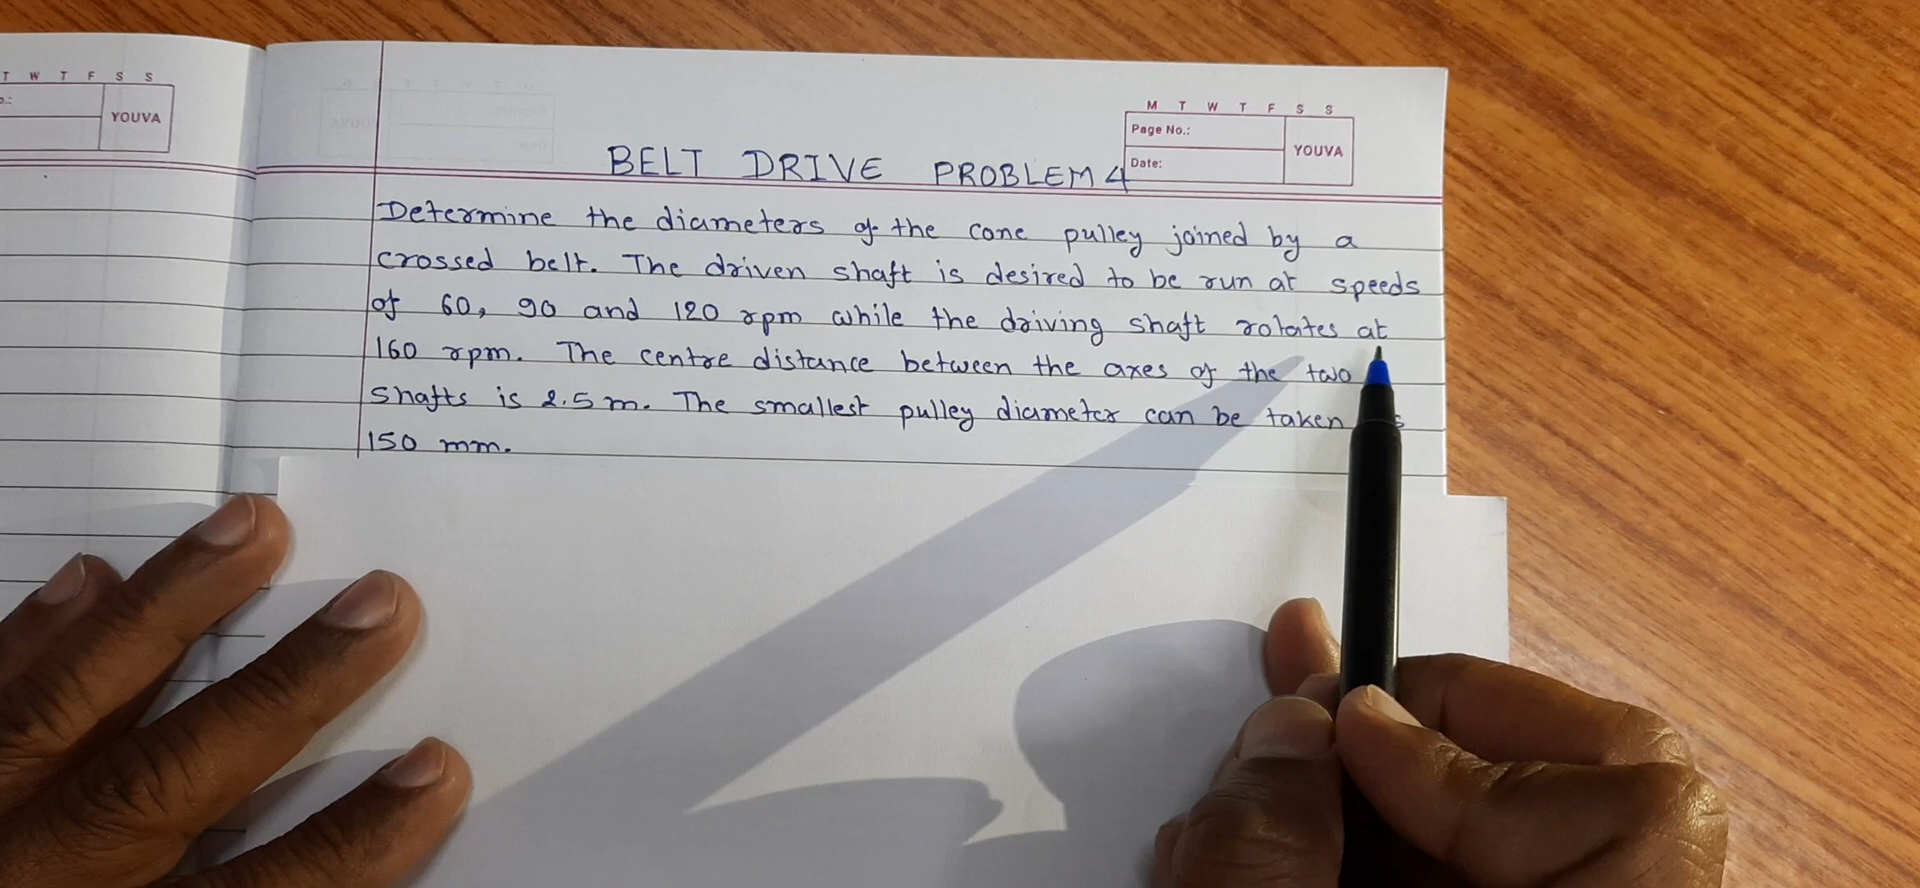 T W T F S S
YOUVA
M T W T F S S
Page No.:
YOUVA
Date:
BELT DRIVE PROBLEM 4
Determine the diameters of the cone pulley joined by a
crossed belt. The driven shaft is desired to be run at speeds
of 60, 90 and 120 rpm while the driving shaft rotates at
160 rpm. The centre distance between the axes of the two
shafts is 2.5 m. The smallest pulley diameter can be taken
150 mm.